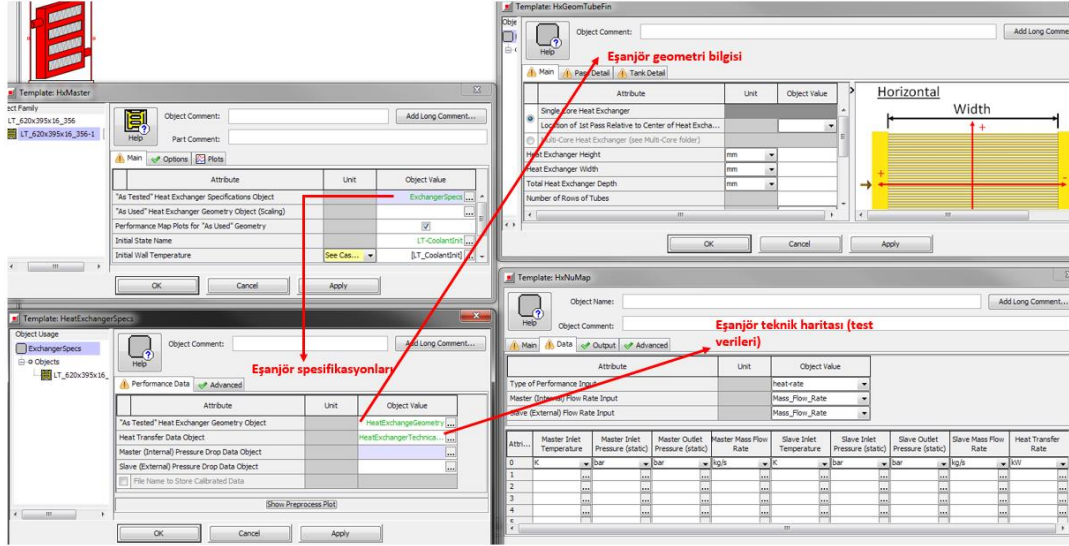 Template: HxMaster
ect Family
LT_620x395x16_356
LT_620x395x16_356-1
Help
Object Comment:
Add Long Comment...
Part Comment:
Main
Options
Plots
Attribute
Unit
Object Value
"As Tested" Heat Exchanger Specifications Object
ExchangerSpecs
"As Used" Heat Exchanger Geometry Object (Scaling)
Performance Map Plots for "As Used" Geometry
Initial State Name
LT-CoolantInit
Initial Wall Temperature
See Cas...
[LT_CoolantInit]
OK
Cancel
Apply
Template: HeatExchangerSpecs
Object Usage
ExchangerSpecs
Objects
LT_620x395x16_
Help
Object Comment:
Add Long Comment...
Eşanjör spesifikasyonları
Performance Data
Advanced
Attribute
Unit
Object Value
"As Tested" Heat Exchanger Geometry Object
HeatExchangeGeometry
Heat Transfer Data Object
HeatExchangerTechnica...
Master (Internal) Pressure Drop Data Object
Slave (External) Pressure Drop Data Object
File Name to Store Calibrated Data
Show Preprocess Plot
OK
Cancel
Apply
Template: HxGeomTubeFin
Obje
Help
Object Comment:
Add Long Comme
Eşanjör geometri bilgisi
Main
Pass Detail
Tank Detail
Attribute
Unit
Object Value
Single Core Heat Exchanger
Location of 1st Pass Relative to Center of Heat Excha...
Multi-Core Heat Exchanger (see Multi-Core folder)
Heat Exchanger Height
mm
Heat Exchanger Width
mm
Total Heat Exchanger Depth
mm
Number of Rows of Tubes
Horizontal
Width
+
+
-
OK
Cancel
Apply
Template: HxNuMap
Help
Object Name:
Add Long Comment...
Object Comment:
Eşanjör teknik haritası (test
verileri)
Main
Data
Output
Advanced
Attribute
Unit
Object Value
Type of Performance Input
heat-rate
Master (Internal) Flow Rate Input
Mass_Flow_Rate
Slave (External) Flow Rate Input
Mass_Flow_Rate
Attri... Master Inlet Temperature Master Inlet Pressure (static) Master Outlet Pressure (static) Master Mass Flow Rate Slave Inlet Temperature Slave Inlet Pressure (static) Slave Outlet Pressure (static) Slave Mass Flow Rate Heat Transfer Rate
0 K bar bar kg/s K bar bar kg/s kW
1
2
3
4